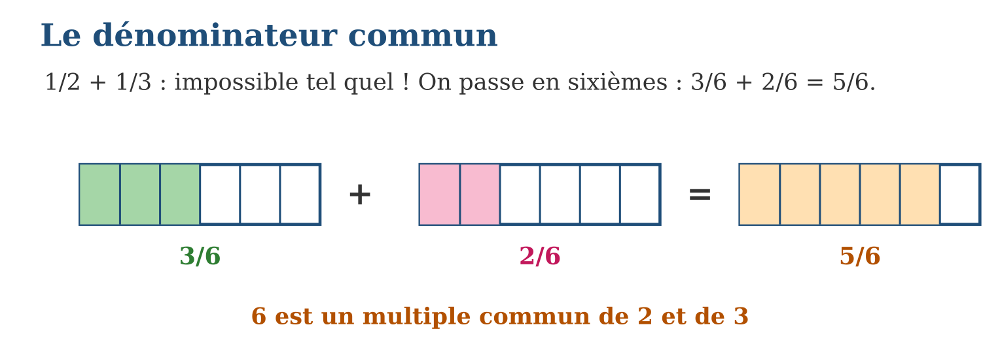 Le dénominateur commun
1/2 + 1/3 : impossible tel quel ! On passe en sixièmes : 3/6 + 2/6 = 5/6.
+ =
3/6 2/6 5/6
6 est un multiple commun de 2 et de 3